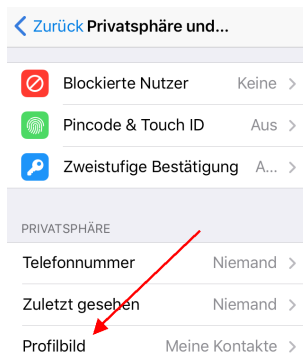 Zurück Privatsphäre und...
Blockierte Nutzer Keine
Pincode & Touch ID Aus
Zweistufige Bestätigung A...
PRIVATSPHÄRE
Telefonnummer Niemand
Zuletzt gesehen Niemand
Profilbild Meine Kontakte